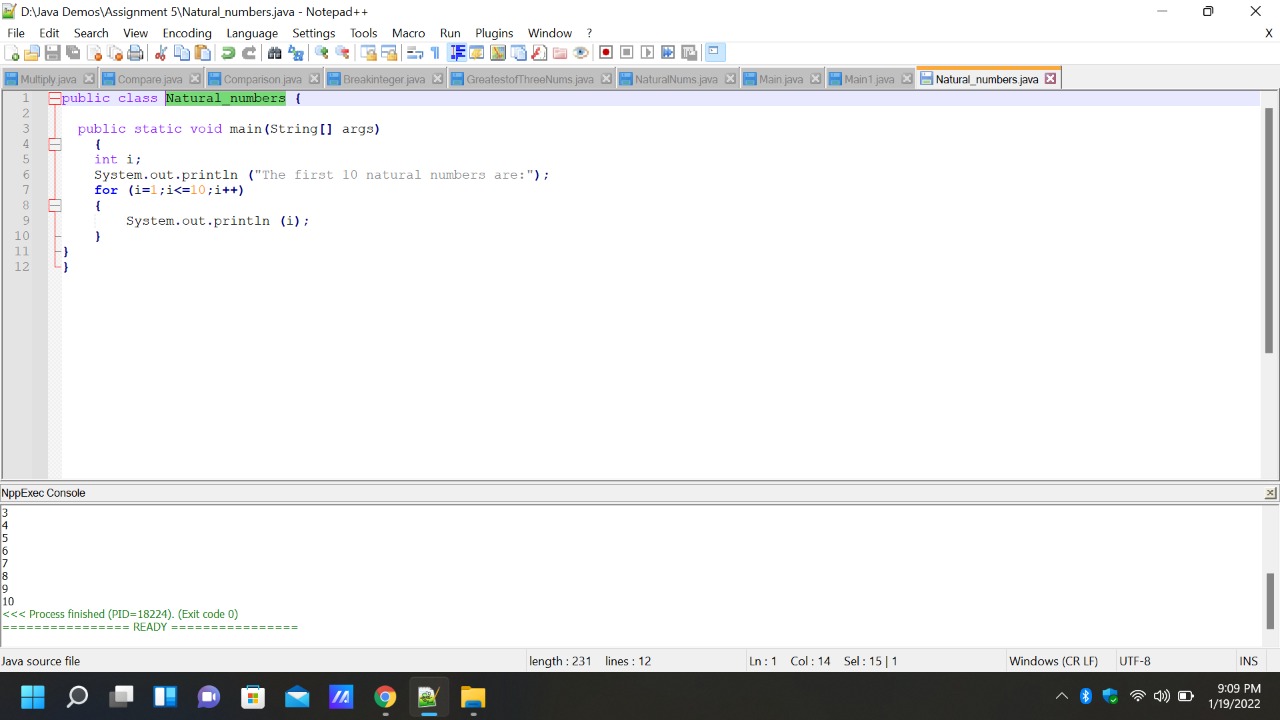 D:\Java Demos\Assignment 5\Natural_numbers.java - Notepad++
File Edit Search View Encoding Language Settings Tools Macro Run Plugins Window ? X
Multiply.java Compare.java Comparison.java Breakinteger.java GreatestofThreeNums.java NaturalNums.java Main.java Main1.java Natural_numbers.java
1 public class Natural_numbers {
2
3 public static void main(String[] args)
4 {
5 int i;
6 System.out.println ("The first 10 natural numbers are:");
7 for (i=1;i<=10;i++)
8 {
9 System.out.println (i);
10 }
11 }
12 }
NppExec Console
3
4
5
6
7
8
9
10
<<< Process finished (PID=18224). (Exit code 0)
================ READY ================
Java source file length : 231 lines : 12 Ln : 1 Col : 14 Sel : 15 | 1 Windows (CR LF) UTF-8 INS
9:09 PM
1/19/2022